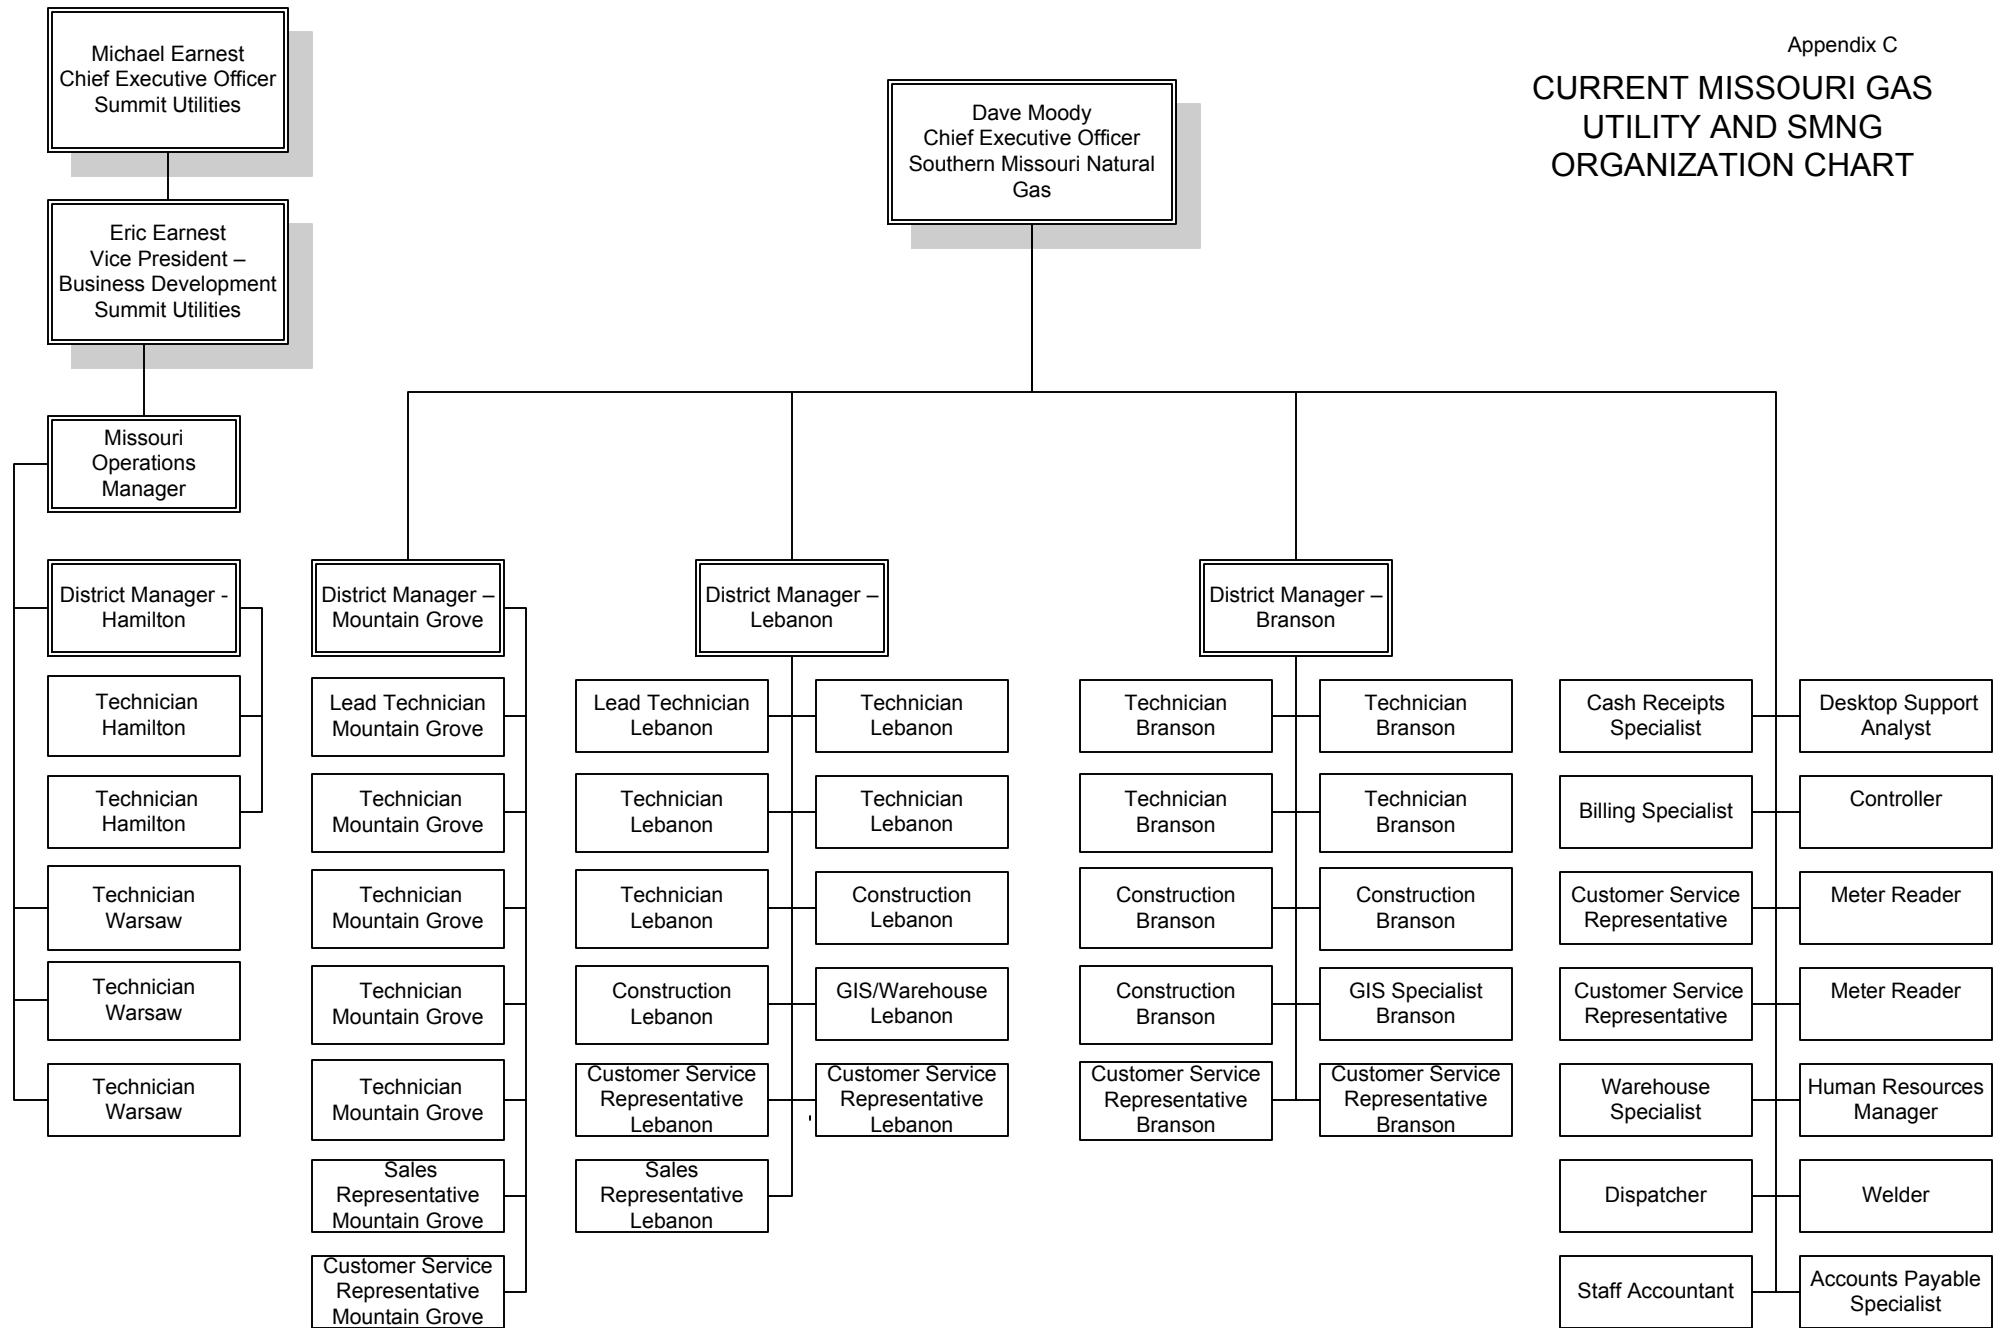 Appendix C
CURRENT MISSOURI GAS
UTILITY AND SMNG
ORGANIZATION CHART
Michael Earnest
Chief Executive Officer
Summit Utilities
Eric Earnest
Vice President –
Business Development
Summit Utilities
Missouri
Operations
Manager
District Manager -
Hamilton
Technician
Hamilton
Technician
Hamilton
Technician
Warsaw
Technician
Warsaw
Technician
Warsaw
Dave Moody
Chief Executive Officer
Southern Missouri Natural
Gas
District Manager –
Mountain Grove
Lead Technician
Mountain Grove
Technician
Mountain Grove
Technician
Mountain Grove
Technician
Mountain Grove
Technician
Mountain Grove
Sales
Representative
Mountain Grove
Customer Service
Representative
Mountain Grove
District Manager –
Lebanon
Lead Technician
Lebanon
Technician
Lebanon
Technician
Lebanon
Technician
Lebanon
Technician
Lebanon
Construction
Lebanon
Construction
Lebanon
GIS/Warehouse
Lebanon
Customer Service
Representative
Lebanon
Customer Service
Representative
Lebanon
Sales
Representative
Lebanon
District Manager –
Branson
Technician
Branson
Technician
Branson
Technician
Branson
Technician
Branson
Construction
Branson
Construction
Branson
Construction
Branson
GIS Specialist
Branson
Customer Service
Representative
Branson
Customer Service
Representative
Branson
Cash Receipts
Specialist
Desktop Support
Analyst
Billing Specialist
Controller
Customer Service
Representative
Meter Reader
Customer Service
Representative
Meter Reader
Warehouse
Specialist
Human Resources
Manager
Dispatcher
Welder
Staff Accountant
Accounts Payable
Specialist